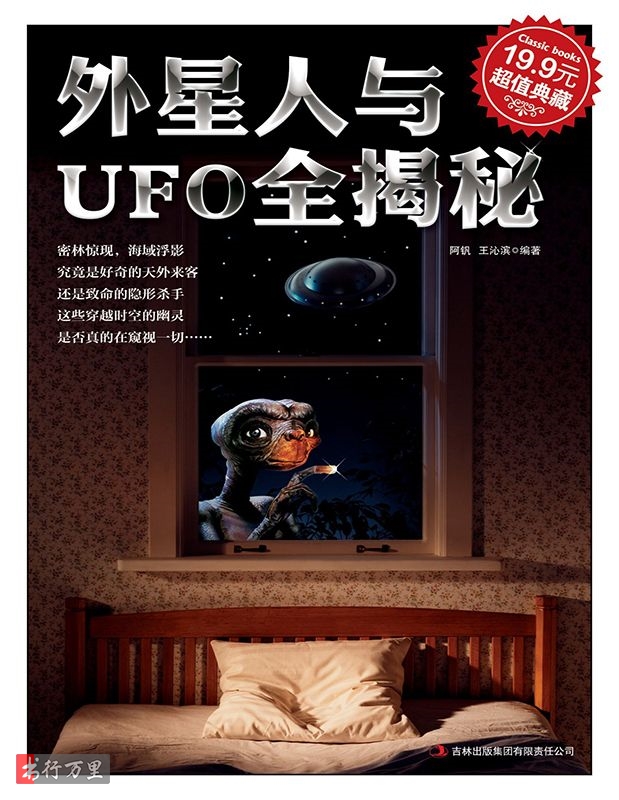 Classic books
19.9元
超值典藏
外星人与
UFO全揭秘
阿钒 王沁滨◎编著
密林惊现，海域浮影
究竟是好奇的天外来客
还是致命的隐形杀手
这些穿越时空的幽灵
是否真的在窥视一切……
吉林出版集团有限责任公司
书行万里